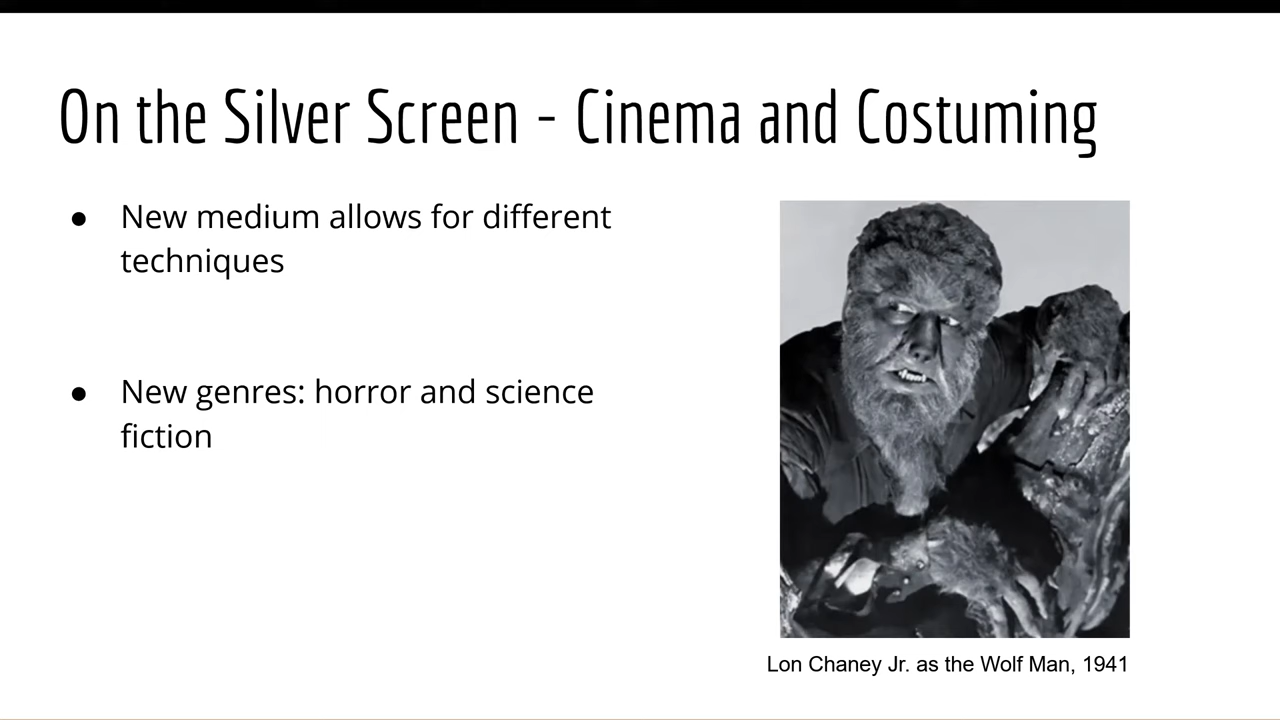 On the Silver Screen - Cinema and Costuming
● New medium allows for different
techniques
● New genres: horror and science
fiction
Lon Chaney Jr. as the Wolf Man, 1941